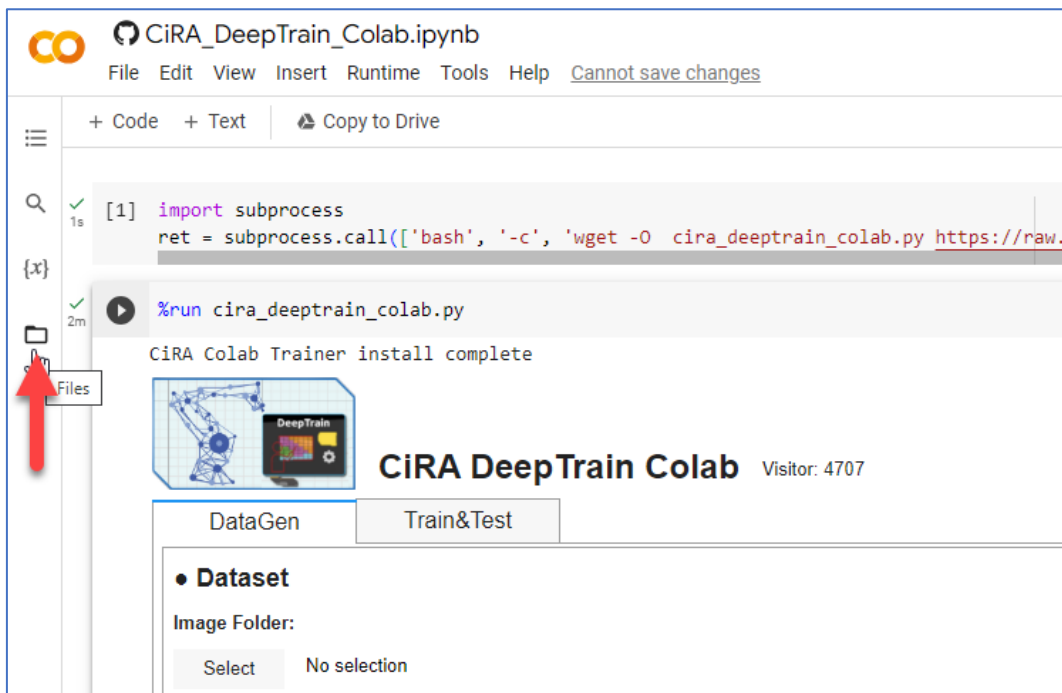 CiRA_DeepTrain_Colab.ipynb
File Edit View Insert Runtime Tools Help Cannot save changes
+ Code + Text Copy to Drive
[1] import subprocess
1s
ret = subprocess.call(['bash', '-c', 'wget -O cira_deeptrain_colab.py https://raw.
{x}
%run cira_deeptrain_colab.py
2m
CiRA Colab Trainer install complete
Files
DeepTrain
CiRA DeepTrain Colab Visitor: 4707
DataGen Train&Test
● Dataset
Image Folder:
Select No selection